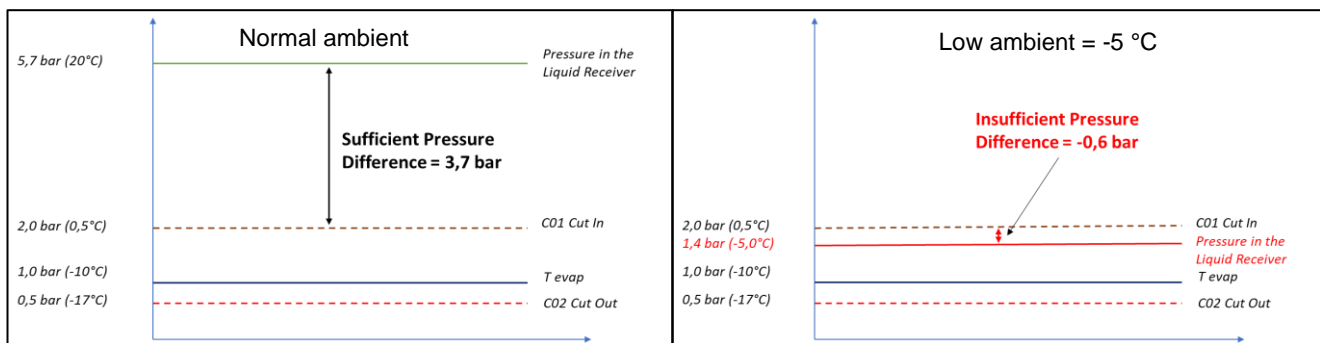 Normal ambient
5,7 bar (20°C)
Pressure in the
Liquid Receiver
Sufficient Pressure
Difference = 3,7 bar
2,0 bar (0,5°C)
C01 Cut In
1,0 bar (-10°C)
T evap
0,5 bar (-17°C)
C02 Cut Out
Low ambient = -5 °C
Insufficient Pressure
Difference = -0,6 bar
2,0 bar (0,5°C)
C01 Cut In
1,4 bar (-5,0°C)
Pressure in the
Liquid Receiver
1,0 bar (-10°C)
T evap
0,5 bar (-17°C)
C02 Cut Out